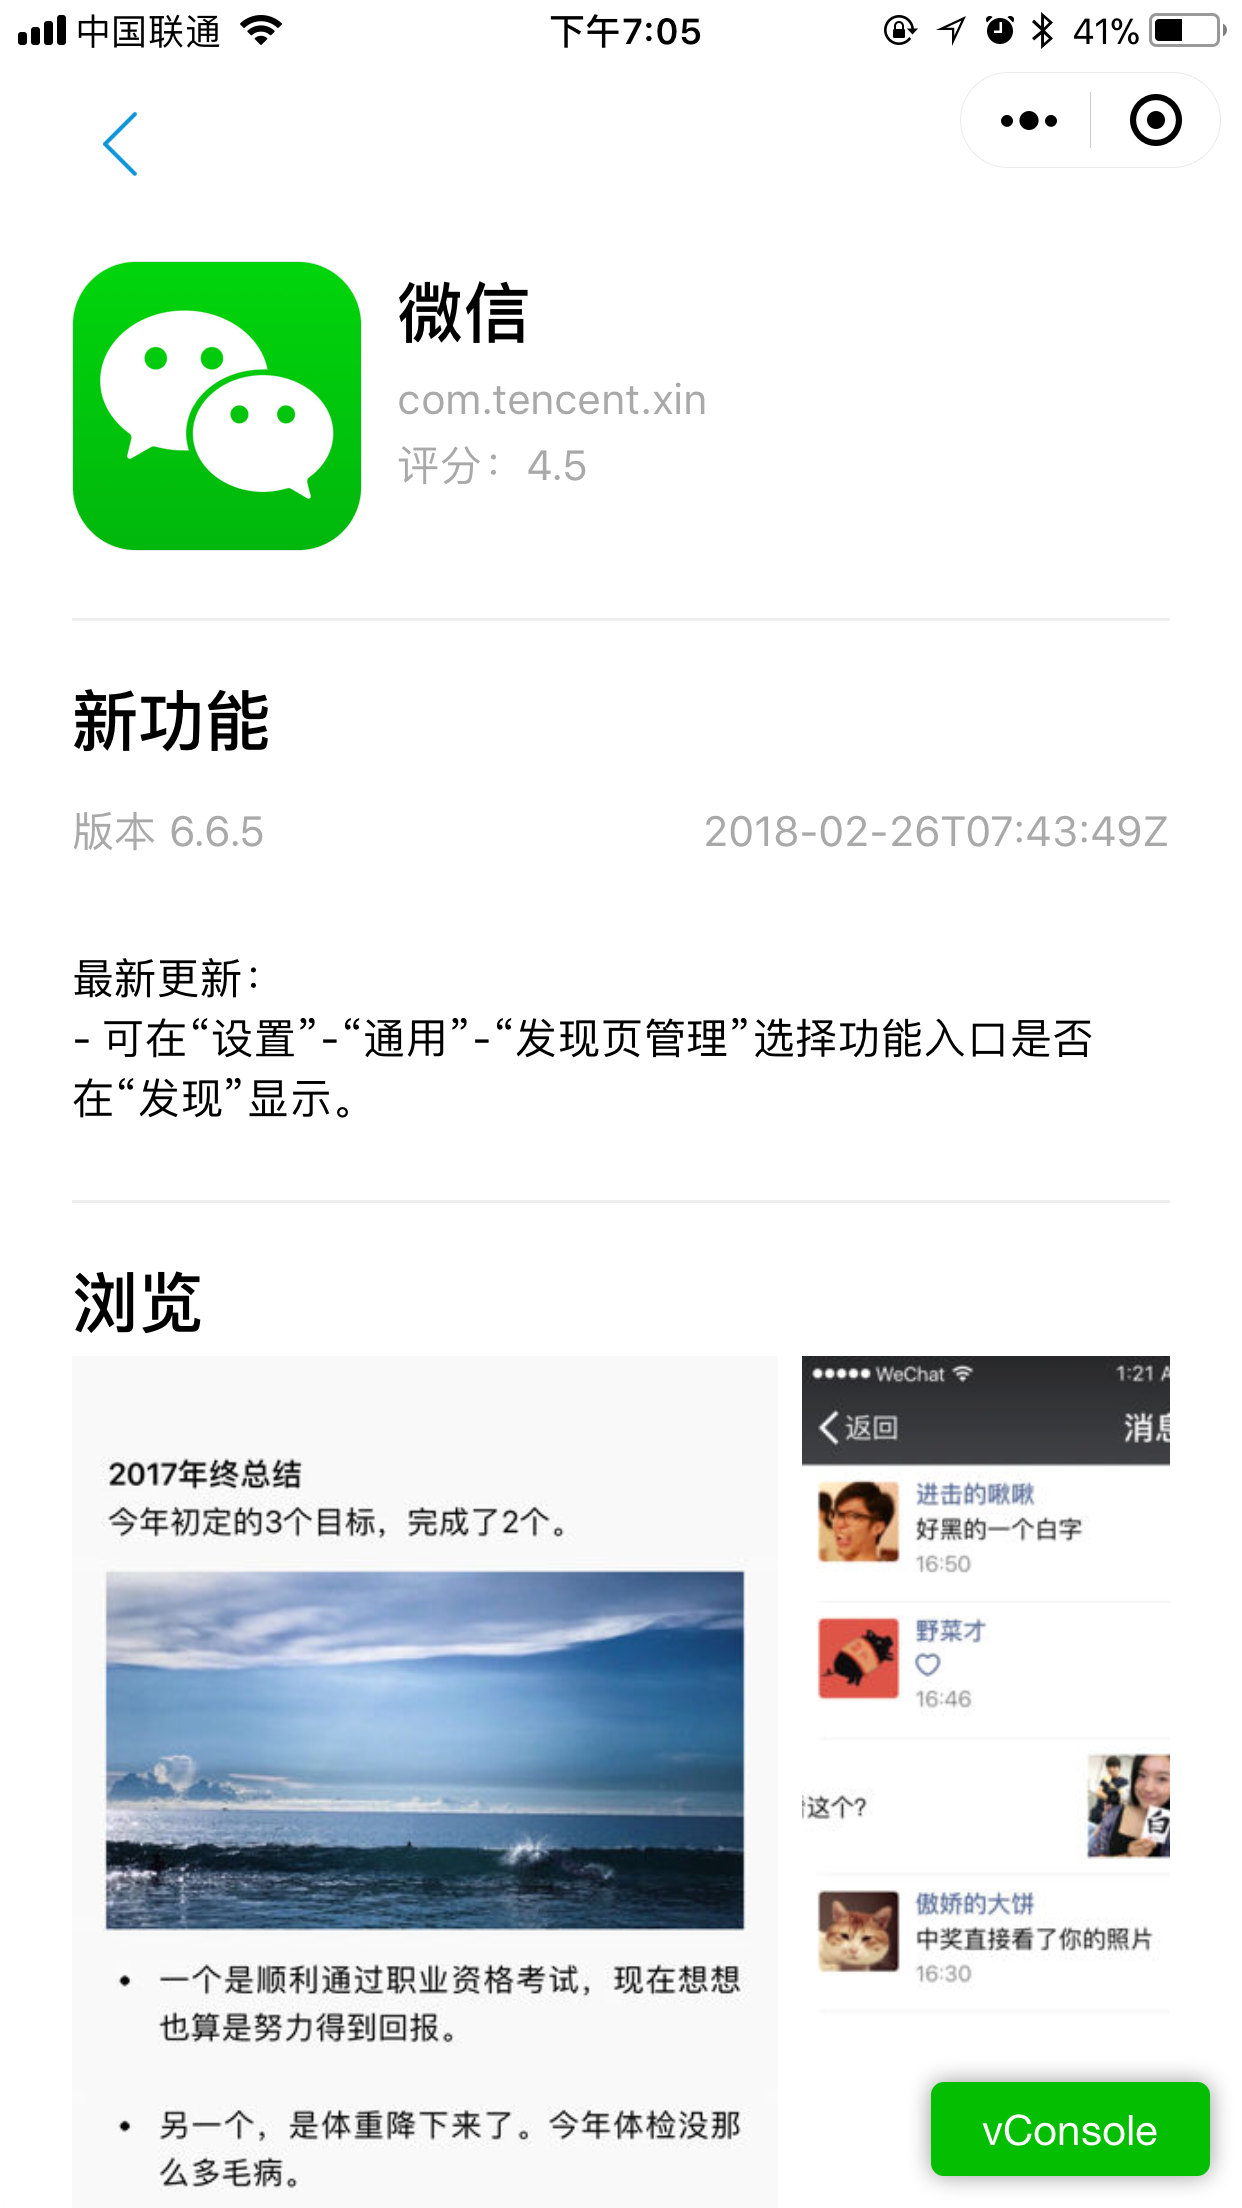 中国联通
下午7:05
41%
微信
com.tencent.xin
评分：4.5
新功能
版本 6.6.5
2018-02-26T07:43:49Z
最新更新：
- 可在“设置”-“通用”-“发现页管理”选择功能入口是否
在“发现”显示。
浏览
2017年终总结
今年初定的3个目标，完成了2个。
一个是顺利通过职业资格考试，现在想想
也算是努力得到回报。
另一个，是体重降下来了。今年体检没那
么多毛病。
WeChat
1:21
返回
消息
进击的啾啾
好黑的一个白字
16:50
野菜才
16:46
这个?
白
傲娇的大饼
中奖直接看了你的照片
16:30
vConsole